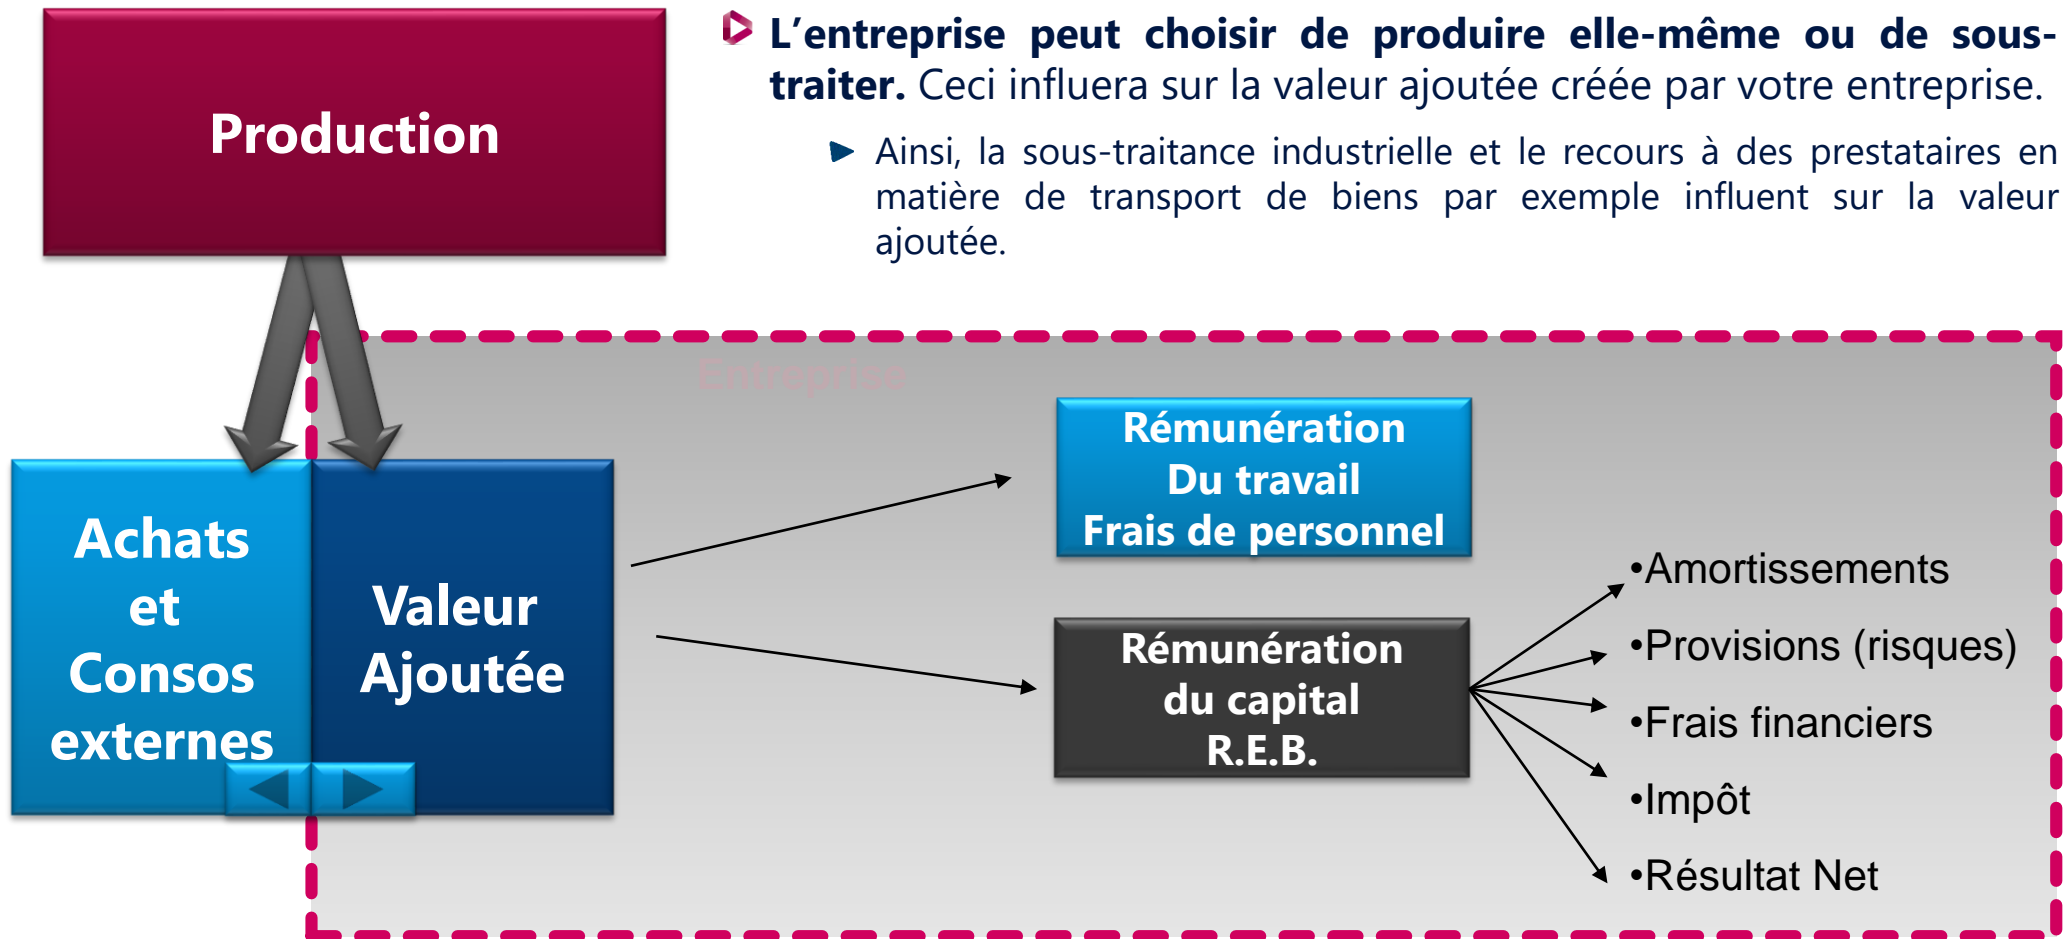 L'entreprise peut choisir de produire elle-même ou de sous-
traiter. Ceci influera sur la valeur ajoutée créée par votre entreprise.
Ainsi, la sous-traitance industrielle et le recours à des prestataires en
matière de transport de biens par exemple influent sur la valeur
ajoutée.
Production
Entreprise
Achats
et
Consos
externes
Valeur
Ajoutée
Rémunération
Du travail
Frais de personnel
Rémunération
du capital
R.E.B.
•Amortissements
•Provisions (risques)
•Frais financiers
•Impôt
•Résultat Net